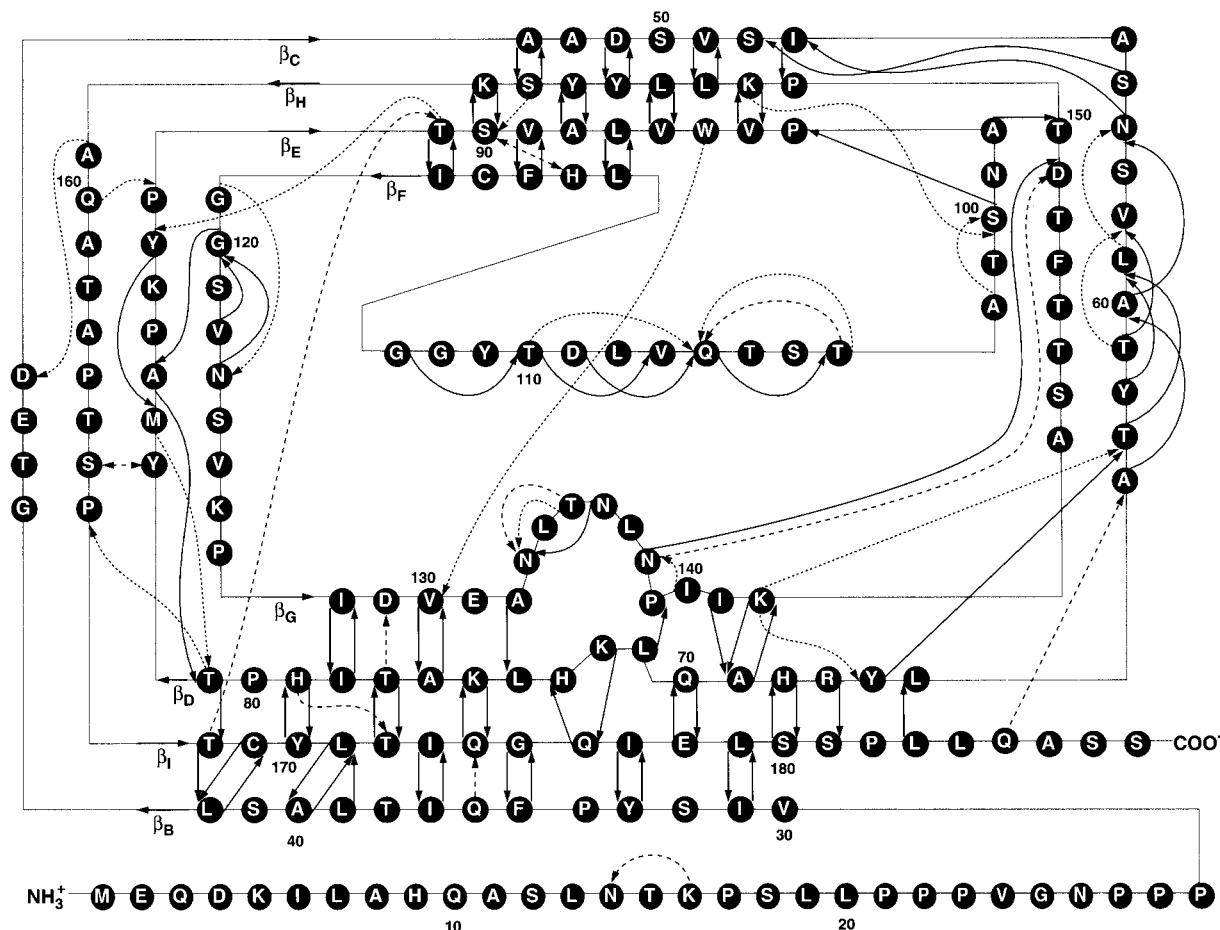 50
A A D S V S I A
βC
K S Y Y L L K P S
βH
T S V A L V W V P A T 150 N
βE
90
A
I C F H L N D S
βF
160 Q P G S 100 T V
A Y G 120 T F L
T K S A T A 60
A P V
G G Y T D L V Q T S T
110
D P A N T T
E T M S S Y
T S Y V A T
G P K A
P
T N
L L
N N
140
130
I D V E A P I I K
βG
K L
70
T P H I T A K L H Q A H R Y L
βD
80
T C Y L T I Q G Q I E L S S P L L Q A S S COO-
βI
170 180
L S A L T I Q F P Y S I V
βB
40 30
NH3+ M E Q D K I L A H Q A S L N T K P S L L P P P V G N P P P
10 20